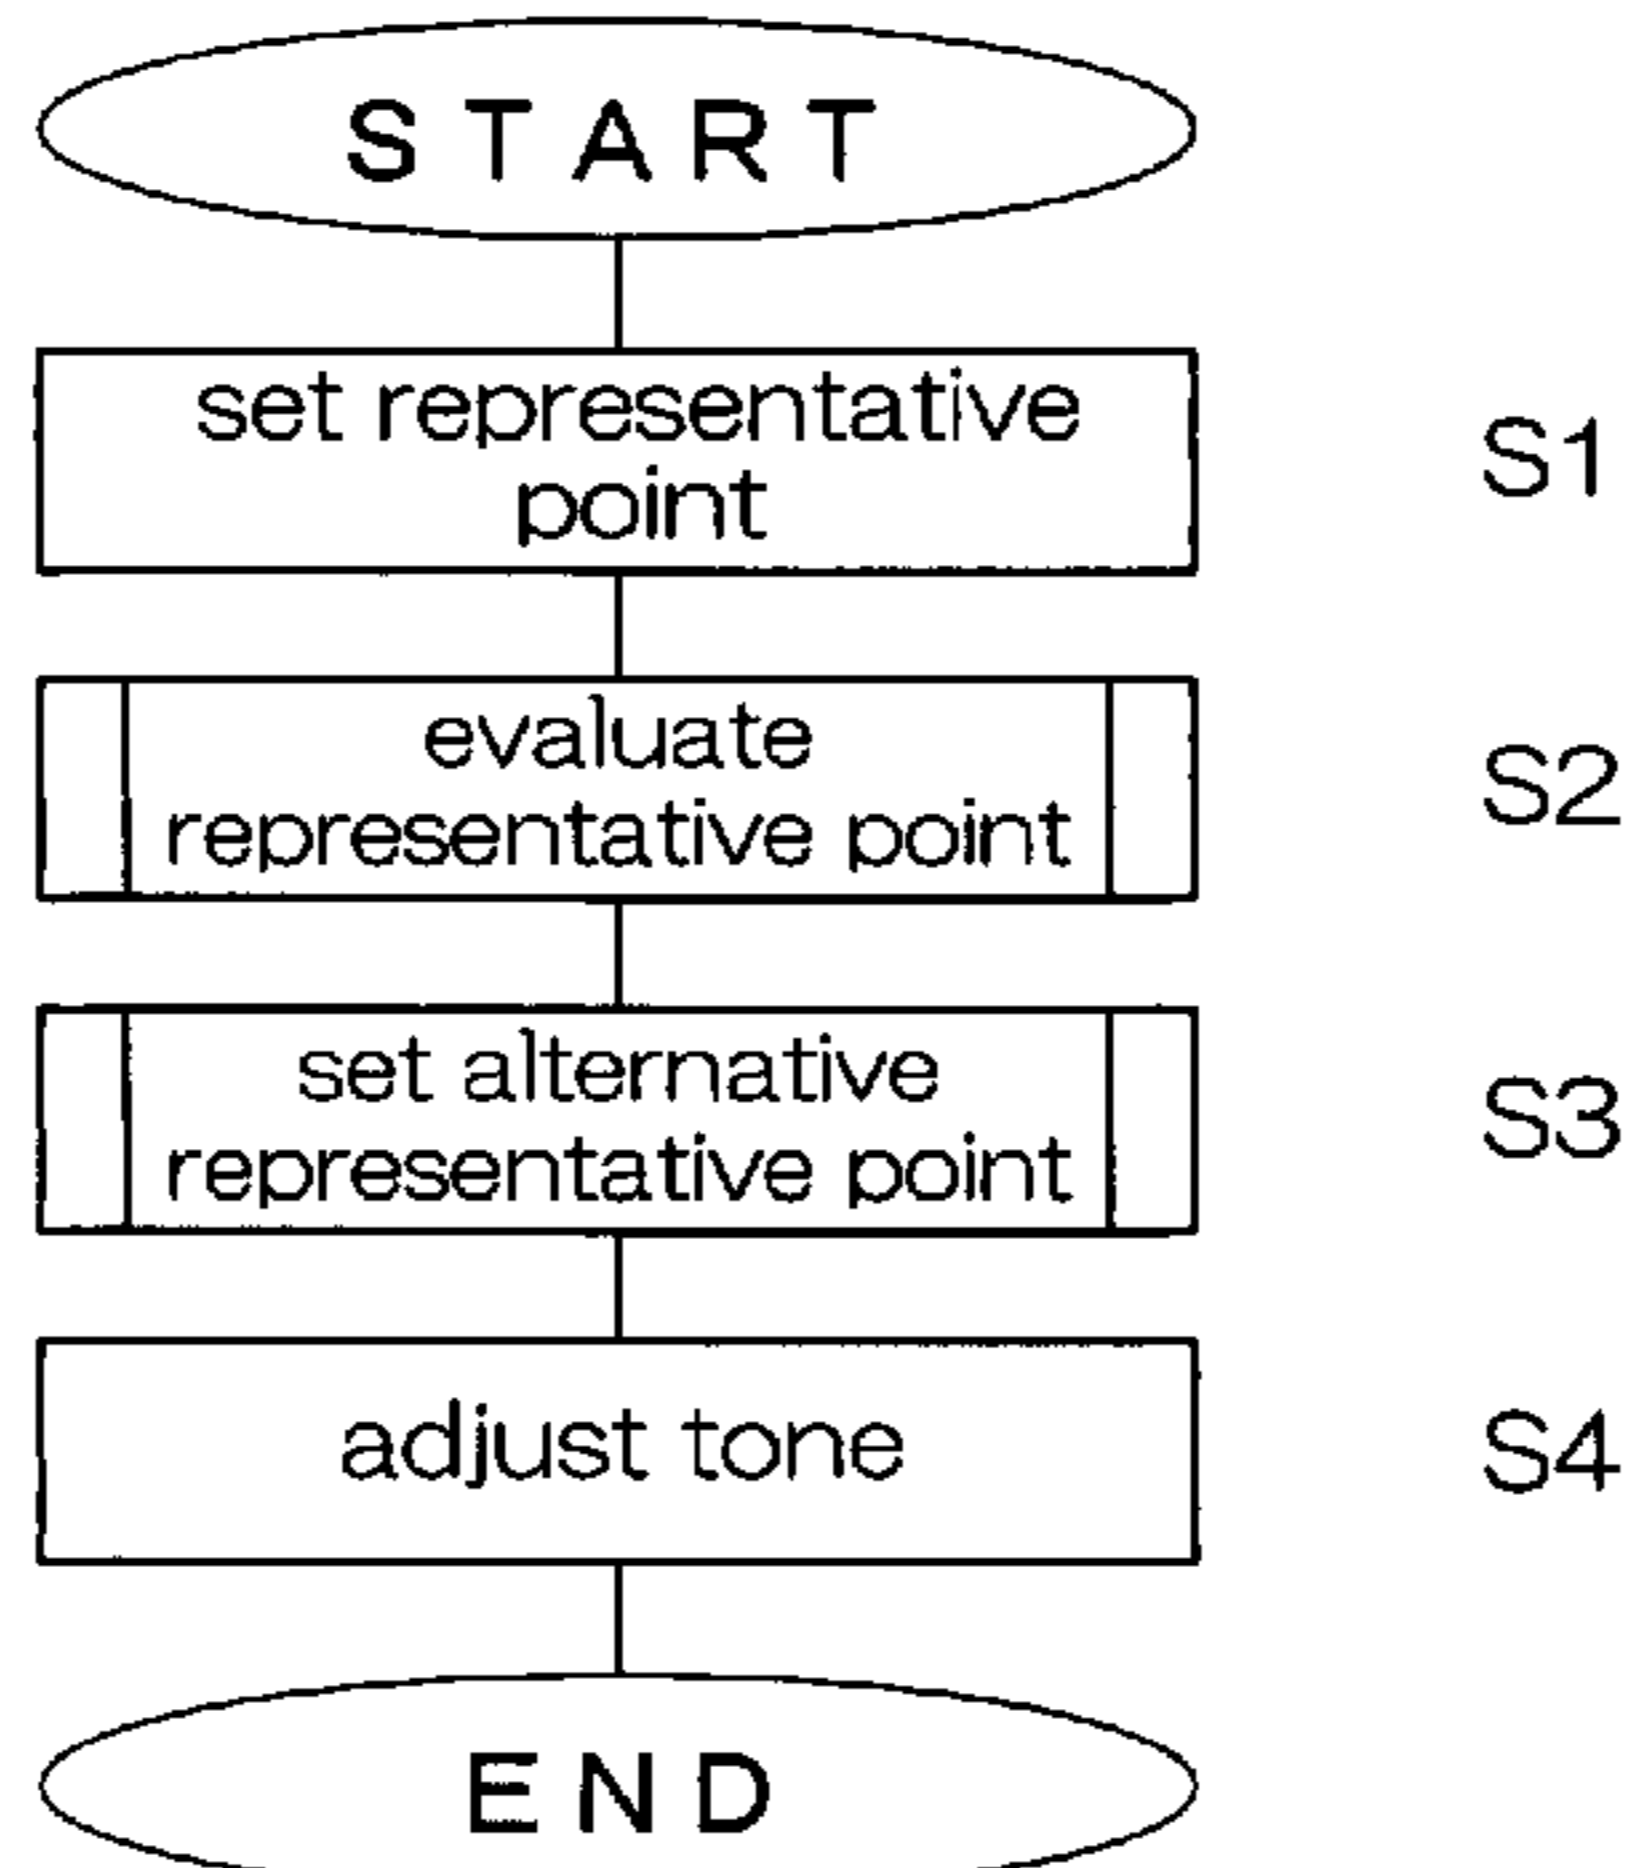 START
set representative
point
S1
evaluate
representative point
S2
set alternative
representative point
S3
adjust tone
S4
END